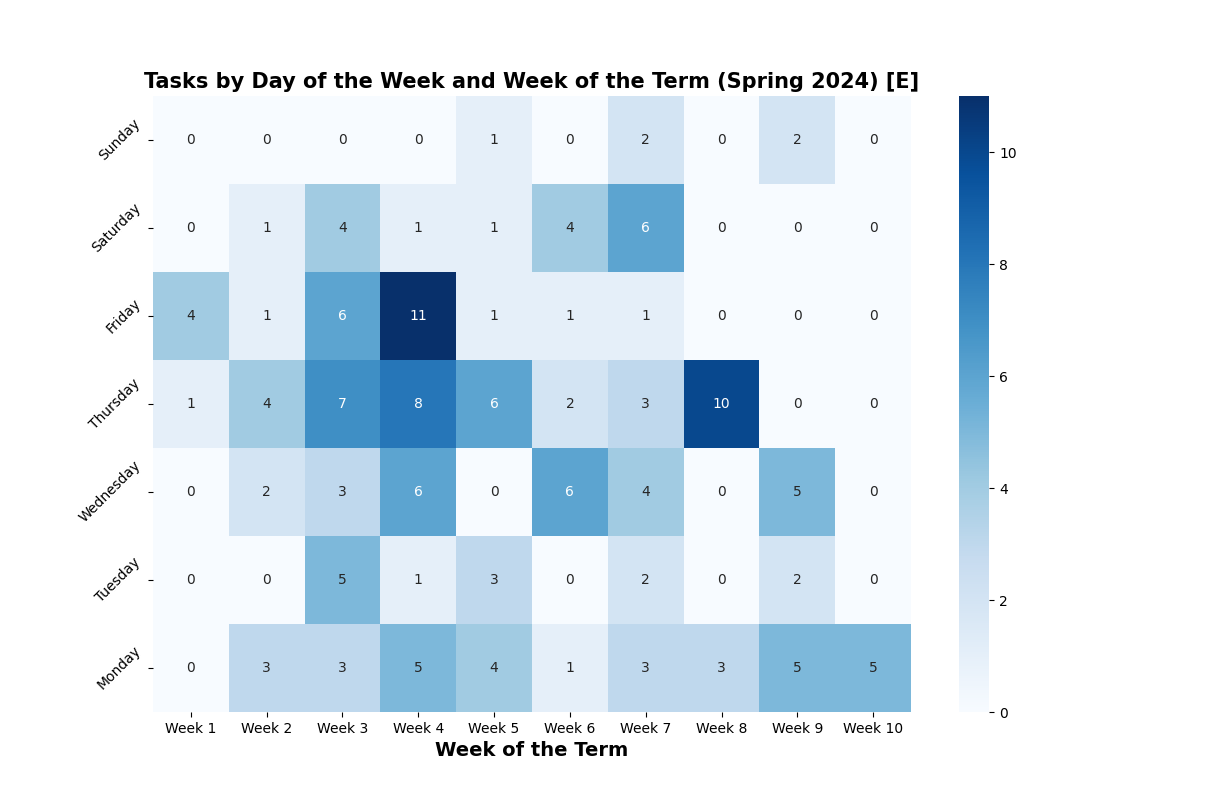 Tasks by Day of the Week and Week of the Term (Spring 2024) [E]
Sunday 0 0 0 0 1 0 2 0 2 0
Saturday 0 1 4 1 1 4 6 0 0 0
Friday 4 1 6 11 1 1 1 0 0 0
Thursday 1 4 7 8 6 2 3 10 0 0
Wednesday 0 2 3 6 0 6 4 0 5 0
Tuesday 0 0 5 1 3 0 2 0 2 0
Monday 0 3 3 5 4 1 3 3 5 5
Week 1 Week 2 Week 3 Week 4 Week 5 Week 6 Week 7 Week 8 Week 9 Week 10
Week of the Term
10
8
6
4
2
0